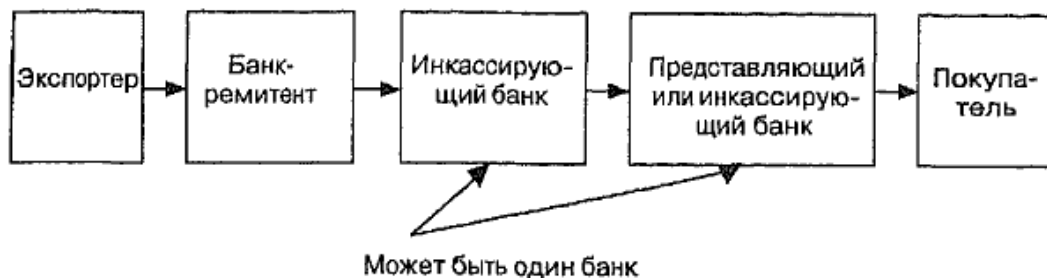 Экспортер
Банк-
ремитент
Инкассирую-
щий банк
Представляющий
или инкассирую-
щий банк
Покупа-
тель
Может быть один банк